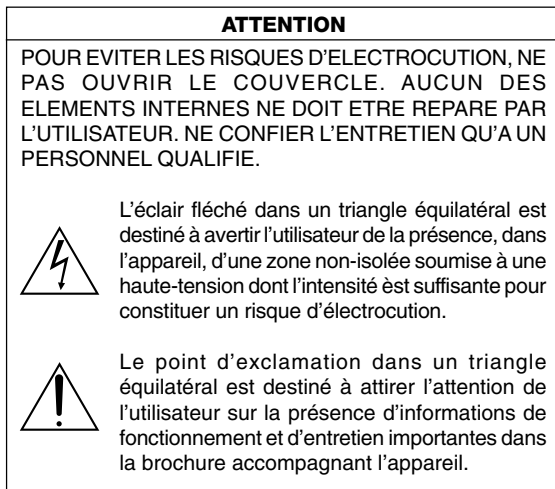 ATTENTION
POUR EVITER LES RISQUES D'ELECTROCUTION, NE
PAS OUVRIR LE COUVERCLE. AUCUN DES
ELEMENTS INTERNES NE DOIT ETRE REPARE PAR
L'UTILISATEUR. NE CONFIER L'ENTRETIEN QU'A UN
PERSONNEL QUALIFIE.
L'éclair fléché dans un triangle équilatéral est
destiné à avertir l'utilisateur de la présence, dans
l'appareil, d'une zone non-isolée soumise à une
haute-tension dont l'intensité èst suffisante pour
constituer un risque d'électrocution.
Le point d'exclamation dans un triangle
équilatéral est destiné à attirer l'attention de
l'utilisateur sur la présence d'informations de
fonctionnement et d'entretien importantes dans
la brochure accompagnant l'appareil.